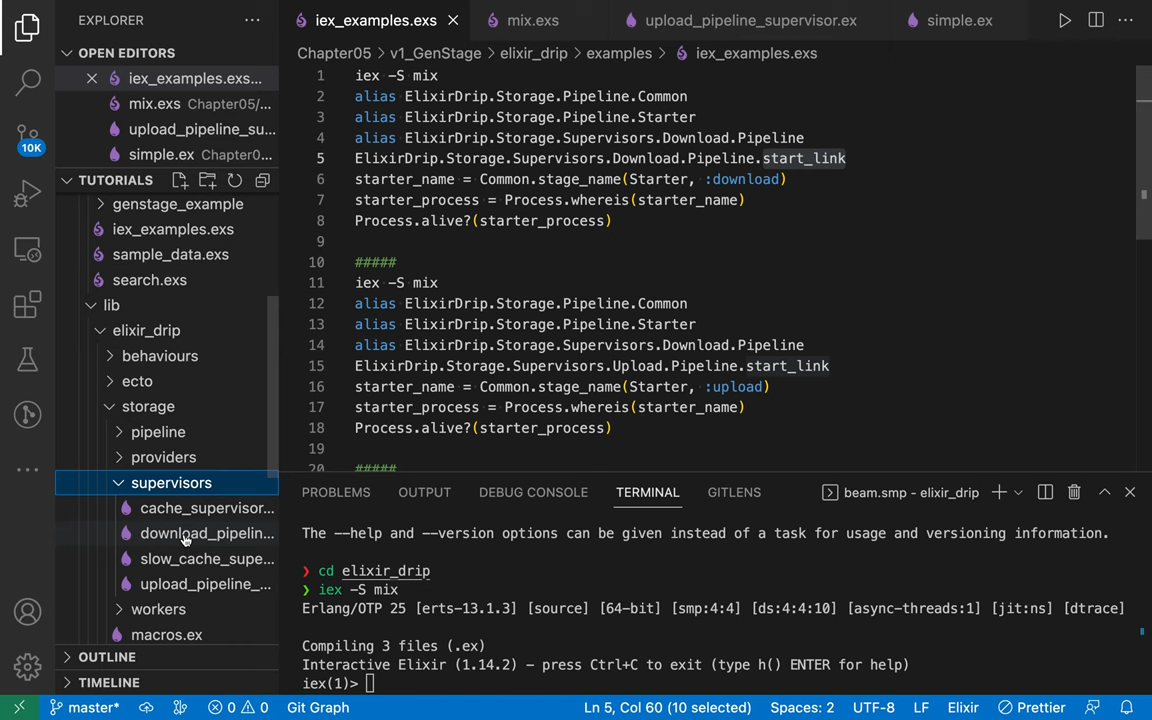 EXPLORER
OPEN EDITORS
iex_examples.exs...
mix.exs Chapter05/...
upload_pipeline_su...
simple.ex Chapter0...
10K
TUTORIALS
genstage_example
iex_examples.exs
sample_data.exs
search.exs
lib
elixir_drip
behaviours
ecto
storage
pipeline
providers
supervisors
cache_supervisor...
download_pipelin...
slow_cache_supe...
upload_pipeline_...
workers
macros.ex
OUTLINE
TIMELINE
iex_examples.exs mix.exs upload_pipeline_supervisor.ex simple.ex
Chapter05 > v1_GenStage > elixir_drip > examples > iex_examples.exs
1 iex -S mix
2 alias ElixirDrip.Storage.Pipeline.Common
3 alias ElixirDrip.Storage.Pipeline.Starter
4 alias ElixirDrip.Storage.Supervisors.Download.Pipeline
5 ElixirDrip.Storage.Supervisors.Download.Pipeline.start_link
6 starter_name = Common.stage_name(Starter, :download)
7 starter_process = Process.whereis(starter_name)
8 Process.alive?(starter_process)
9
10 #####
11 iex -S mix
12 alias ElixirDrip.Storage.Pipeline.Common
13 alias ElixirDrip.Storage.Pipeline.Starter
14 alias ElixirDrip.Storage.Supervisors.Download.Pipeline
15 ElixirDrip.Storage.Supervisors.Upload.Pipeline.start_link
16 starter_name = Common.stage_name(Starter, :upload)
17 starter_process = Process.whereis(starter_name)
18 Process.alive?(starter_process)
19
20 #####
PROBLEMS OUTPUT DEBUG CONSOLE TERMINAL GITLENS beam.smp - elixir_drip
The --help and --version options can be given instead of a task for usage and versioning information.
❯ cd elixir_drip
❯ iex -S mix
Erlang/OTP 25 [erts-13.1.3] [source] [64-bit] [smp:4:4] [ds:4:4:10] [async-threads:1] [jit:ns] [dtrace]
Compiling 3 files (.ex)
Interactive Elixir (1.14.2) - press Ctrl+C to exit (type h() ENTER for help)
iex(1)>
master* 0 0 Git Graph Ln 5, Col 60 (10 selected) Spaces: 2 UTF-8 LF Elixir Prettier